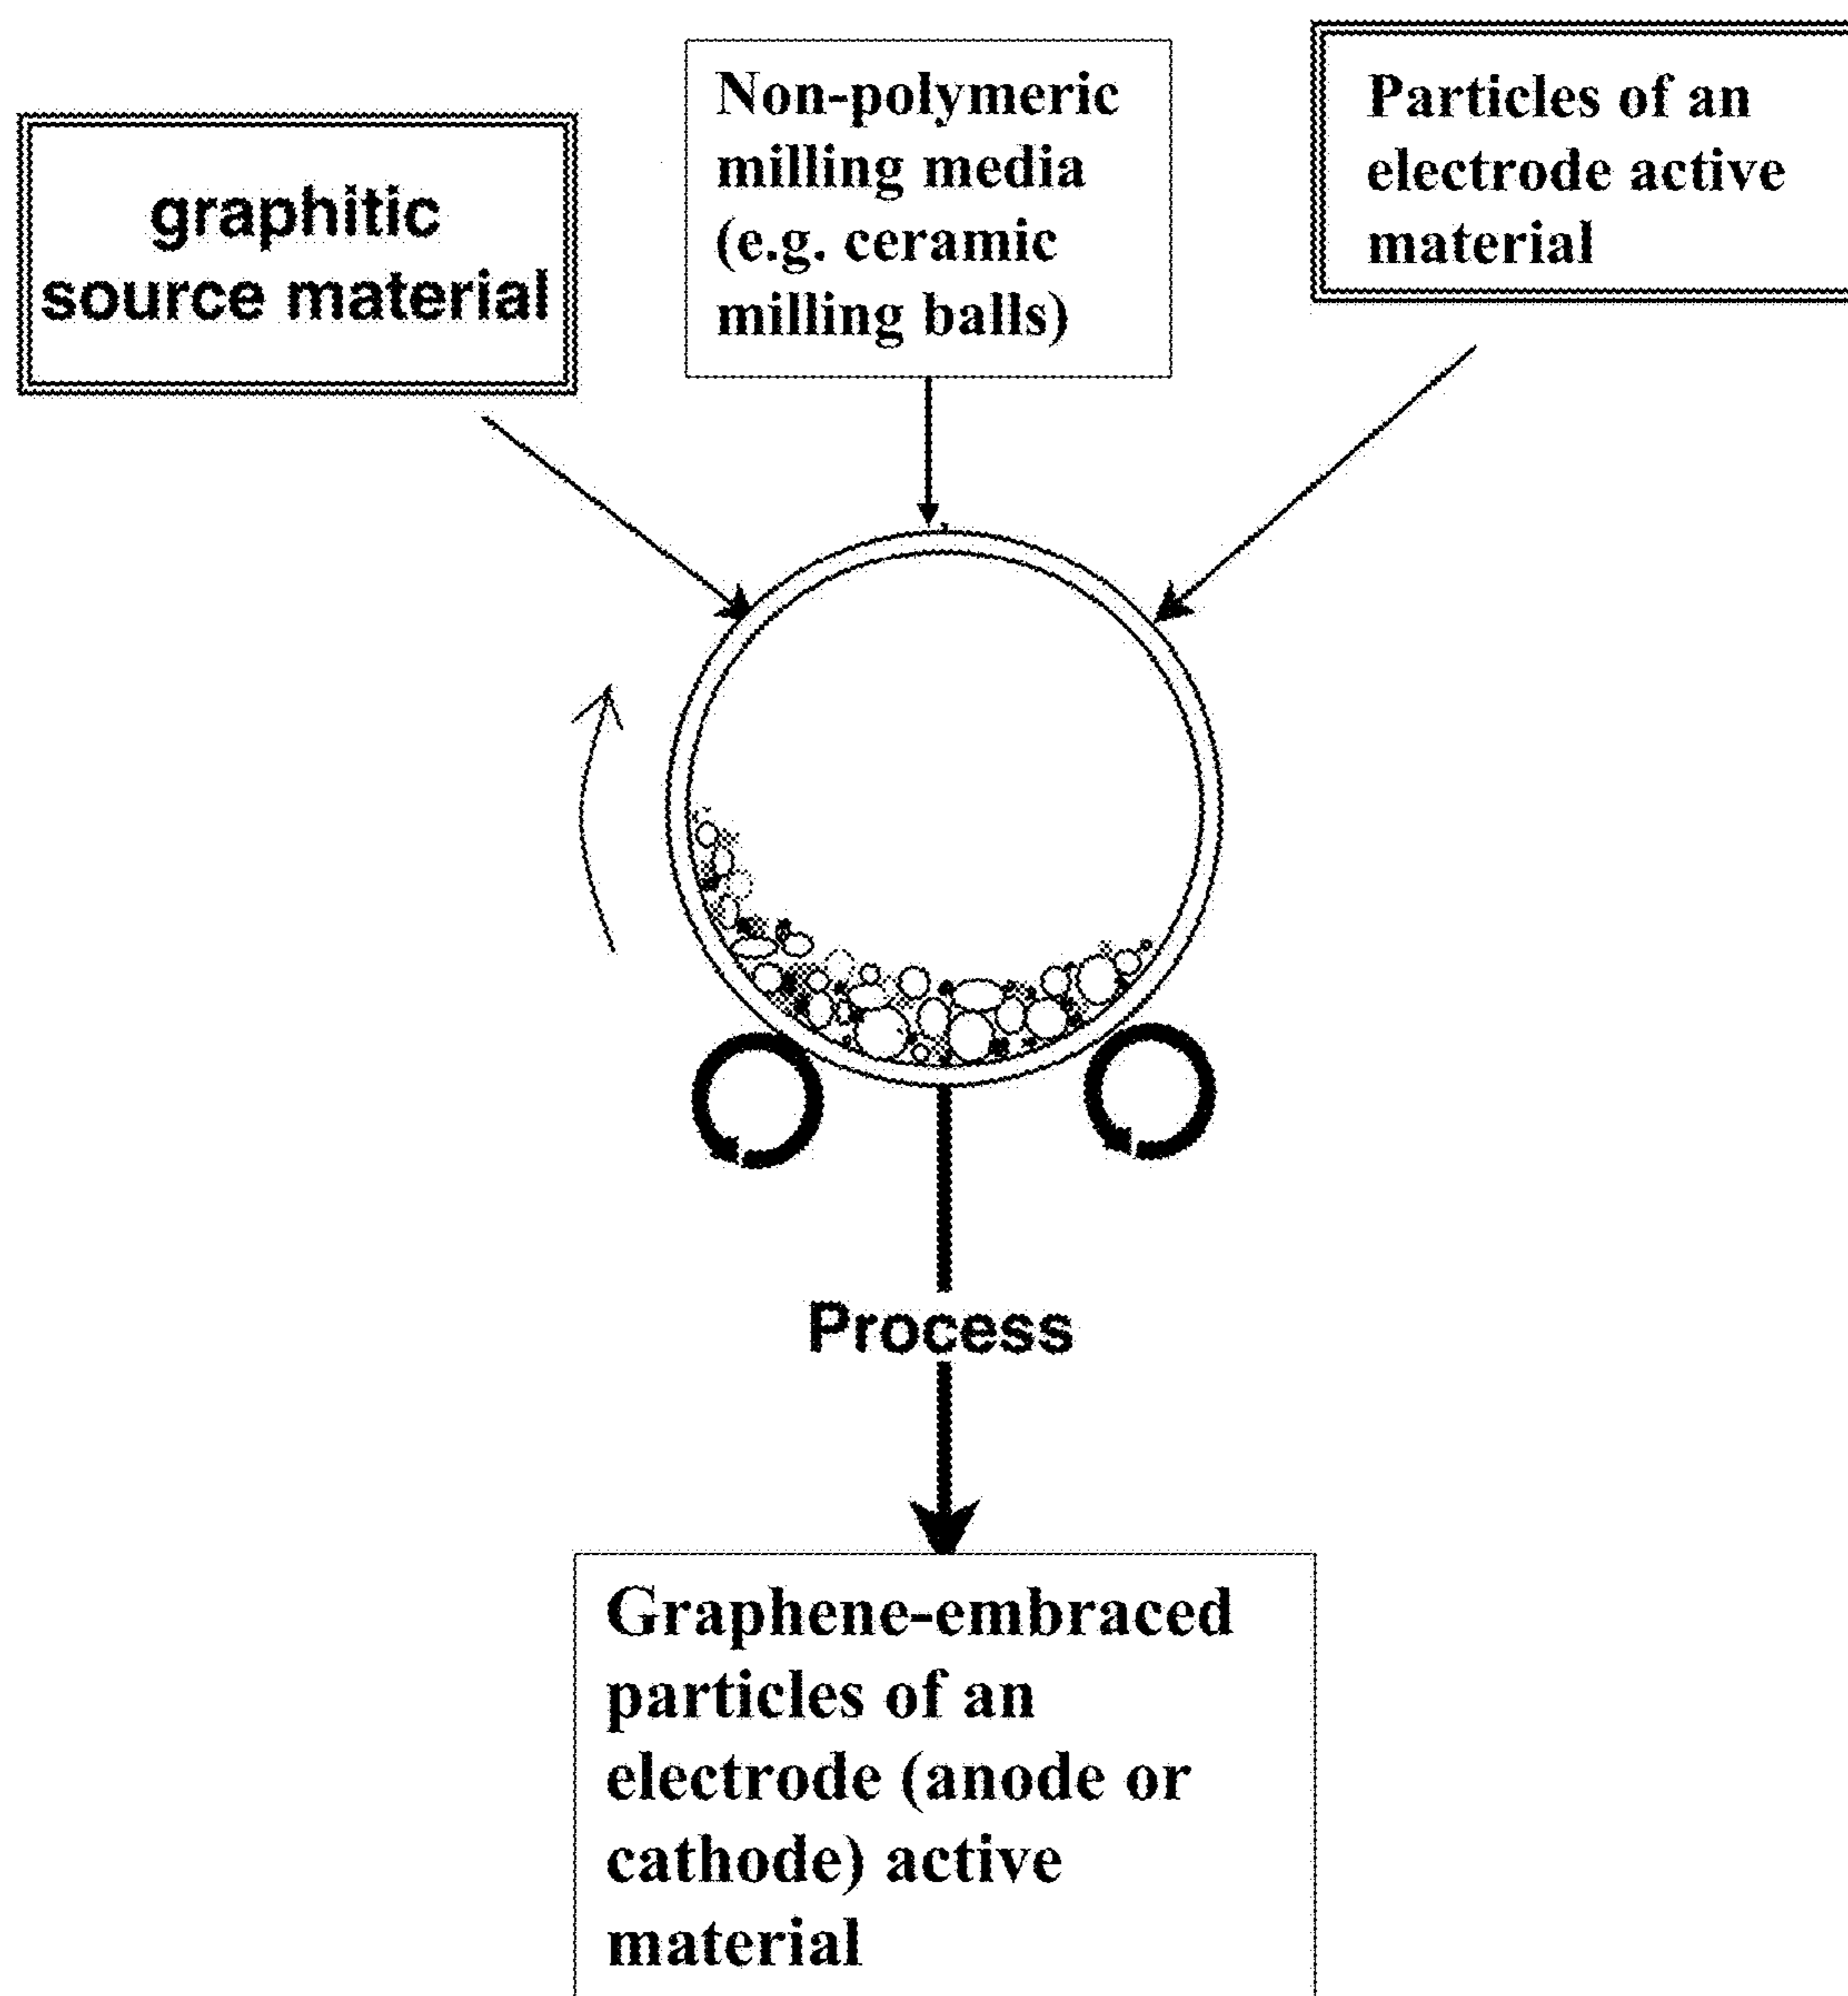 graphitic
source material
Non-polymeric
milling media
(e.g. ceramic
milling balls)
Particles of an
electrode active
material
Process
Graphene-embraced
particles of an
electrode (anode or
cathode) active
material